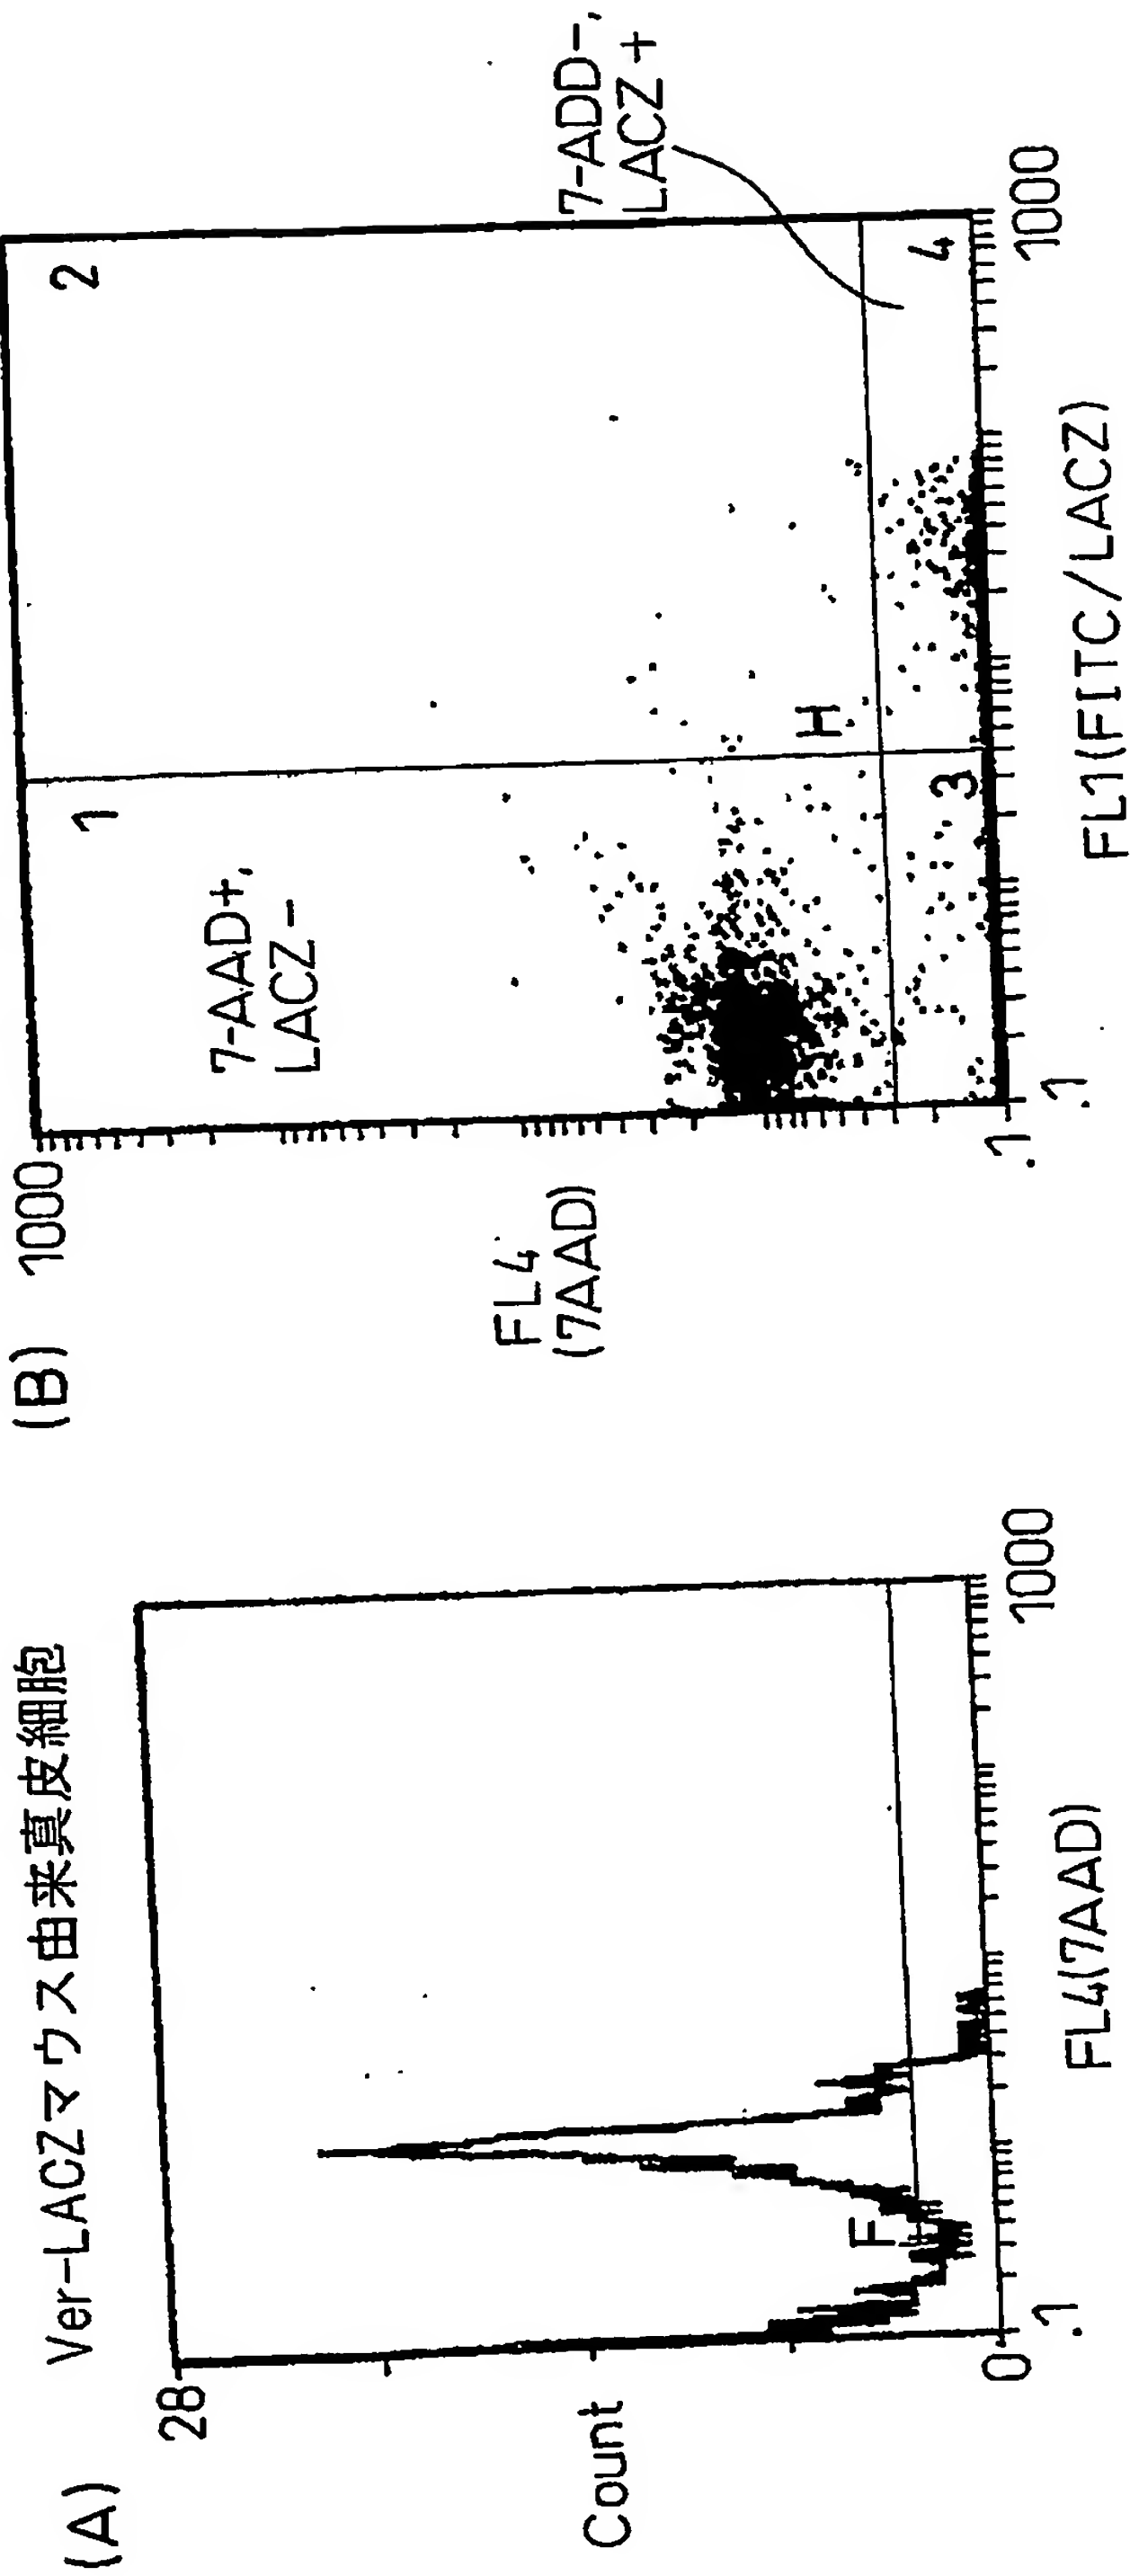 (A)
Ver-LACZマウス由来真皮細胞
28
Count
0
F
.1
1000
FL4(7AAD)
(B)
1000
FL4
(7AAD)
.1
7-AAD+,
LACZ-
1
2
H
3
4
7-ADD-,
LACZ+
.1
1000
FL1(FITC/LACZ)